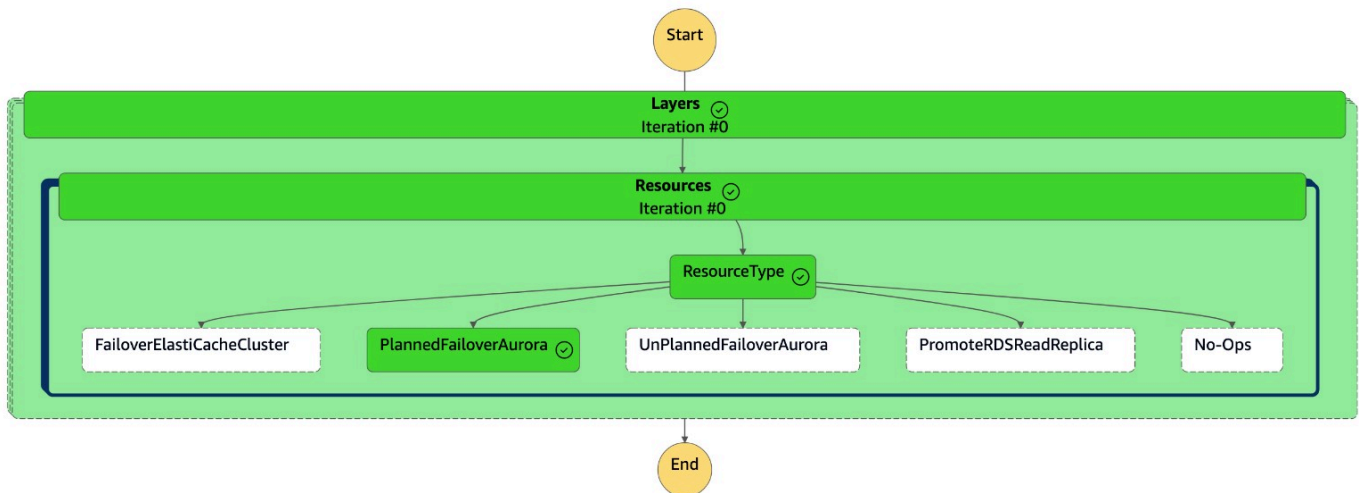 Start
Layers
Iteration #0
Resources
Iteration #0
ResourceType
FailoverElastiCacheCluster
PlannedFailoverAurora
UnPlannedFailoverAurora
PromoteRDSReadReplica
No-Ops
End